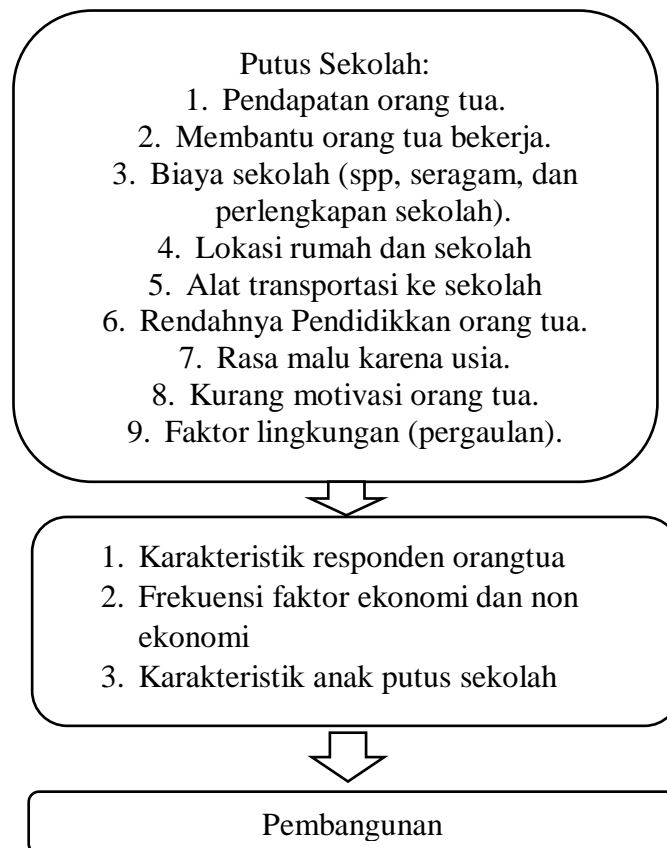 Putus Sekolah:
1. Pendapatan orang tua.
2. Membantu orang tua bekerja.
3. Biaya sekolah (spp, seragam, dan
perlengkapan sekolah).
4. Lokasi rumah dan sekolah
5. Alat transportasi ke sekolah
6. Rendahnya Pendidikkan orang tua.
7. Rasa malu karena usia.
8. Kurang motivasi orang tua.
9. Faktor lingkungan (pergaulan).
1. Karakteristik responden orangtua
2. Frekuensi faktor ekonomi dan non
ekonomi
3. Karakteristik anak putus sekolah
Pembangunan